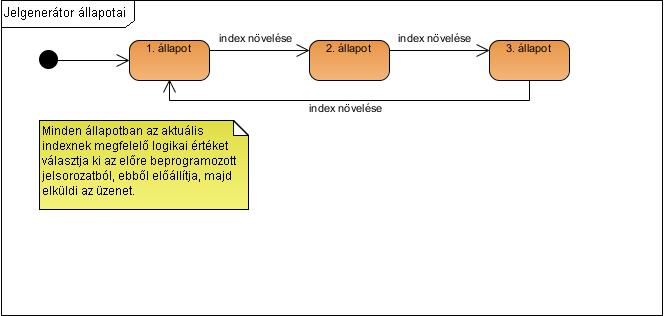 Jelgenerátor állapotai
1. állapot
index növelése
2. állapot
index növelése
3. állapot
index növelése
Minden állapotban az aktuális
indexnek megfelelő logikai értéket
választja ki az előre beprogramozott
jelsorozatból, ebből előállítja, majd
elküldi az üzenet.